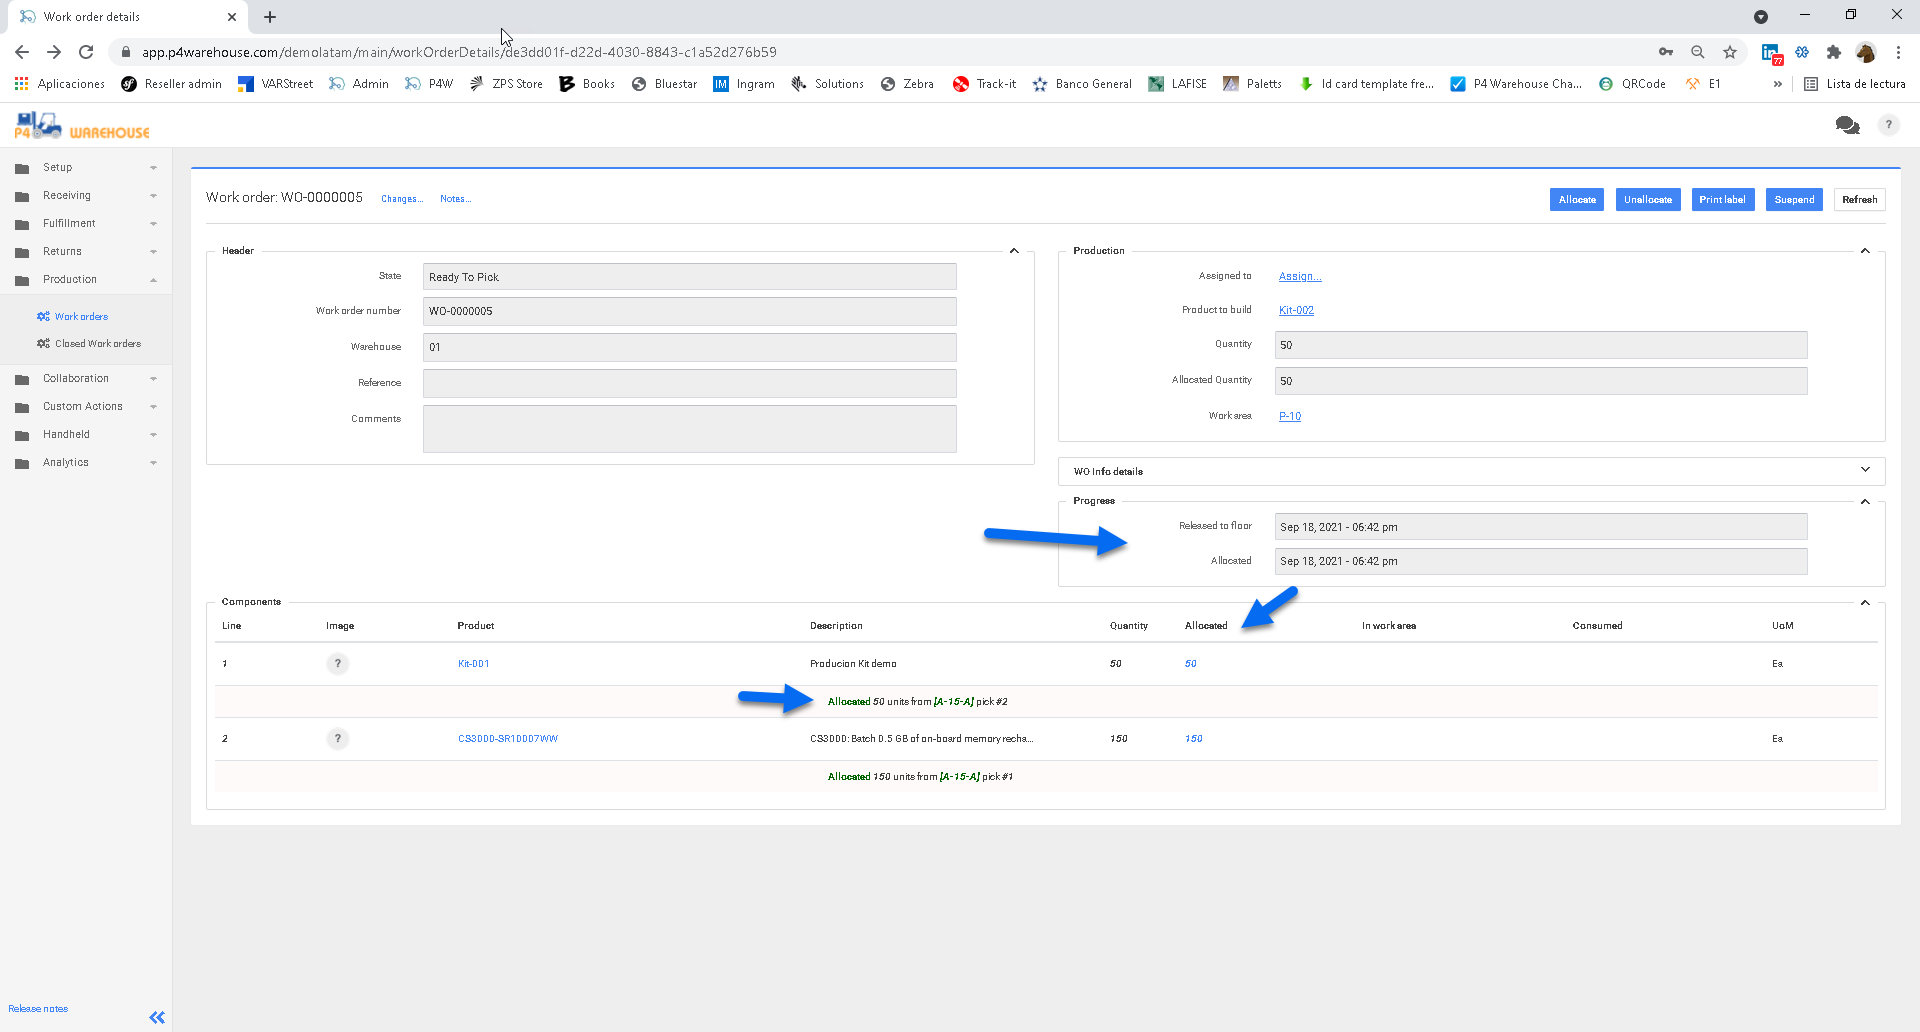 Work order details
app.p4warehouse.com/demolatam/main/workOrderDetails/de3dd01f-d22d-4030-8843-c1a52d276b59
77
Aplicaciones Reseller admin VARStreet Admin P4W ZPS Store Books Bluestar IM Ingram Solutions Zebra Track-it Banco General LAFISE Paletts Id card template fre... P4 Warehouse Cha... QRCode E1 » Lista de lectura
P4 WAREHOUSE
?
Setup
Receiving
Fulfillment
Returns
Production
Work orders
Closed Work orders
Collaboration
Custom Actions
Handheld
Analytics
Release notes
Work order: WO-0000005 Changes... Notes...
Allocate Unallocate Print label Suspend Refresh
Header
State Ready To Pick
Work order number WO-0000005
Warehouse 01
Reference
Comments
Production
Assigned to Assign...
Product to build Kit-002
Quantity 50
Allocated Quantity 50
Work area P-10
WO Info details
Progress
Released to floor Sep 18, 2021 - 06:42 pm
Allocated Sep 18, 2021 - 06:42 pm
Components
Line Image Product Description Quantity Allocated In work area Consumed UoM
1 ? Kit-001 Producion Kit demo 50 50 Ea
Allocated 50 units from [A-15-A] pick #2
2 ? CS3000-SR10007WW CS3000: Batch 0.5 GB of on-board memory recha... 150 150 Ea
Allocated 150 units from [A-15-A] pick #1